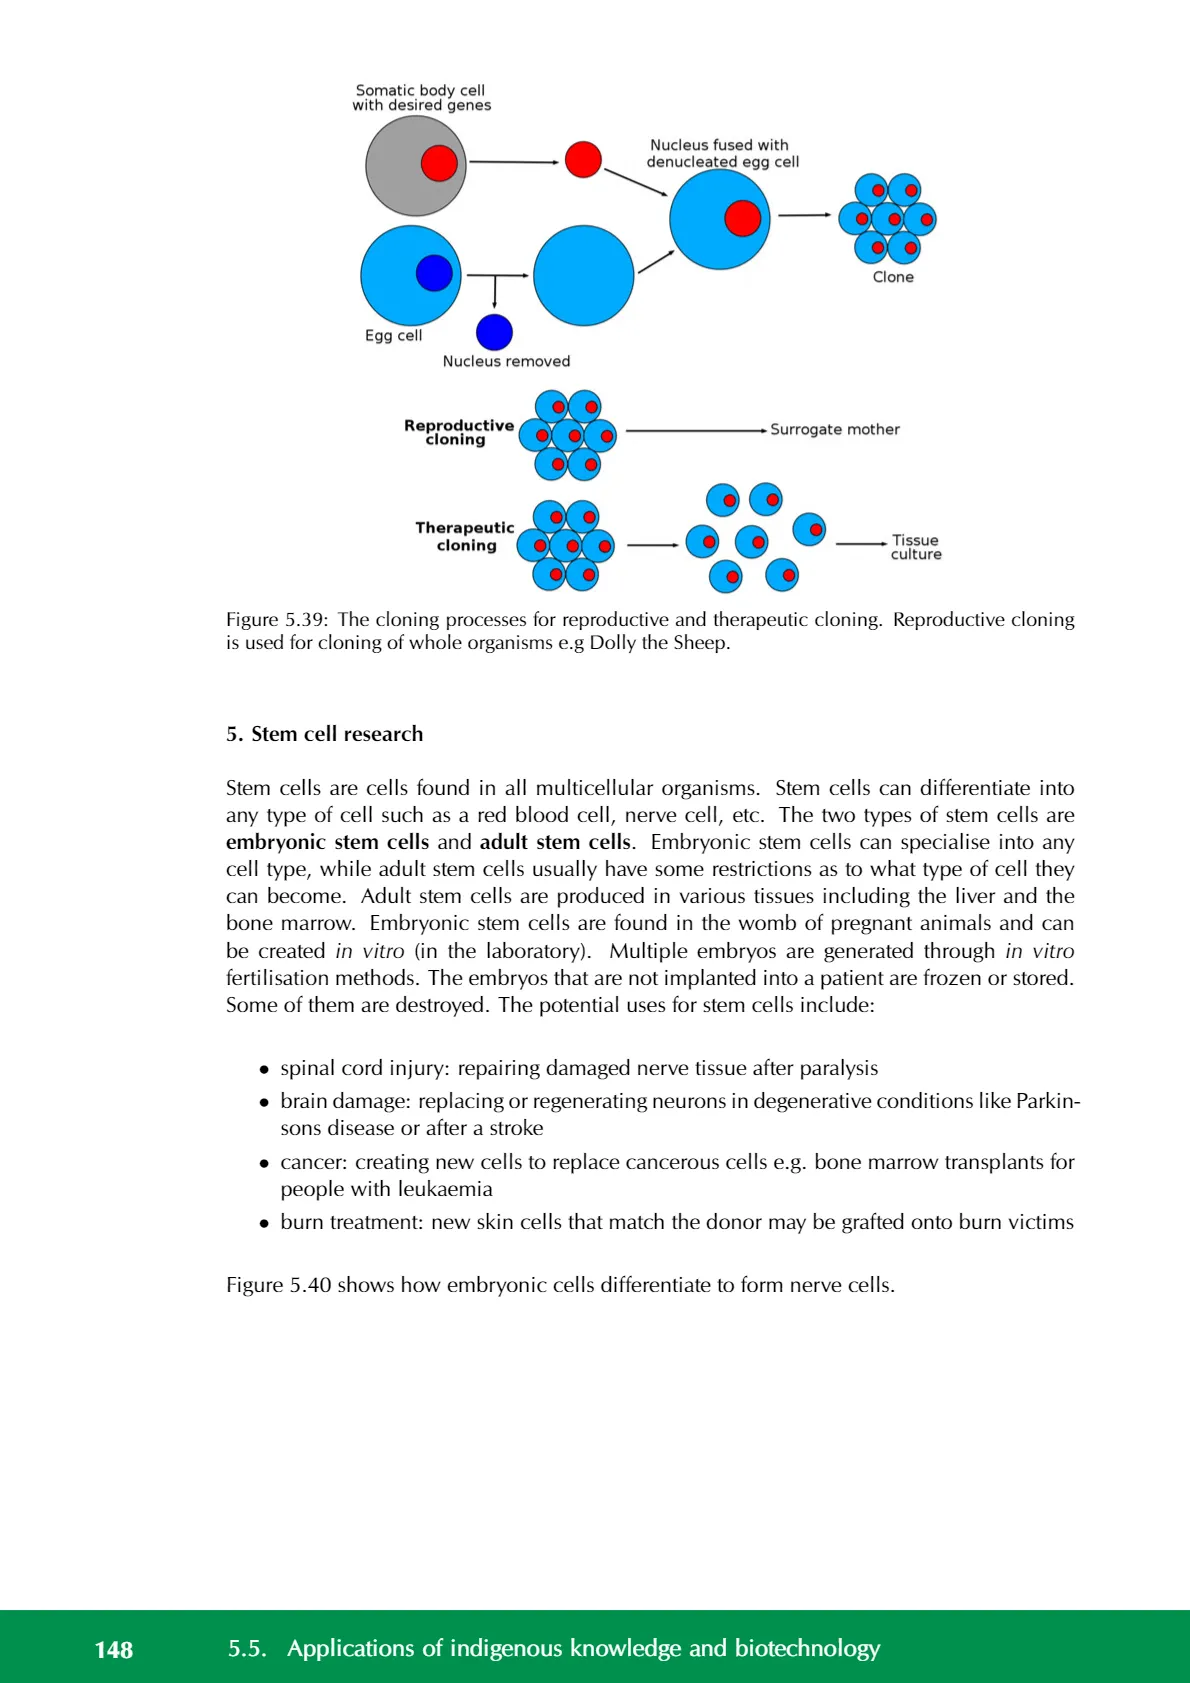 Somatic body cell
with desired genes
Nucleus fused with
denucleated egg cell
Clone
Egg cell
Nucleus removed
Reproductive
cloning
Surrogate mother
Therapeutic
cloning
Tissue
culture
Figure 5.39: The cloning processes for reproductive and therapeutic cloning. Reproductive cloning
is used for cloning of whole organisms e.g Dolly the Sheep.
5. Stem cell research
Stem cells are cells found in all multicellular organisms. Stem cells can differentiate into
any type of cell such as a red blood cell, nerve cell, etc. The two types of stem cells are
embryonic stem cells and adult stem cells. Embryonic stem cells can specialise into any
cell type, while adult stem cells usually have some restrictions as to what type of cell they
can become. Adult stem cells are produced in various tissues including the liver and the
bone marrow. Embryonic stem cells are found in the womb of pregnant animals and can
be created in vitro (in the laboratory). Multiple embryos are generated through in vitro
fertilisation methods. The embryos that are not implanted into a patient are frozen or stored.
Some of them are destroyed. The potential uses for stem cells include:
• spinal cord injury: repairing damaged nerve tissue after paralysis
• brain damage: replacing or regenerating neurons in degenerative conditions like Parkin-
sons disease or after a stroke
• cancer: creating new cells to replace cancerous cells e.g. bone marrow transplants for
people with leukaemia
• burn treatment: new skin cells that match the donor may be grafted onto burn victims
Figure 5.40 shows how embryonic cells differentiate to form nerve cells.
148 5.5. Applications of indigenous knowledge and biotechnology